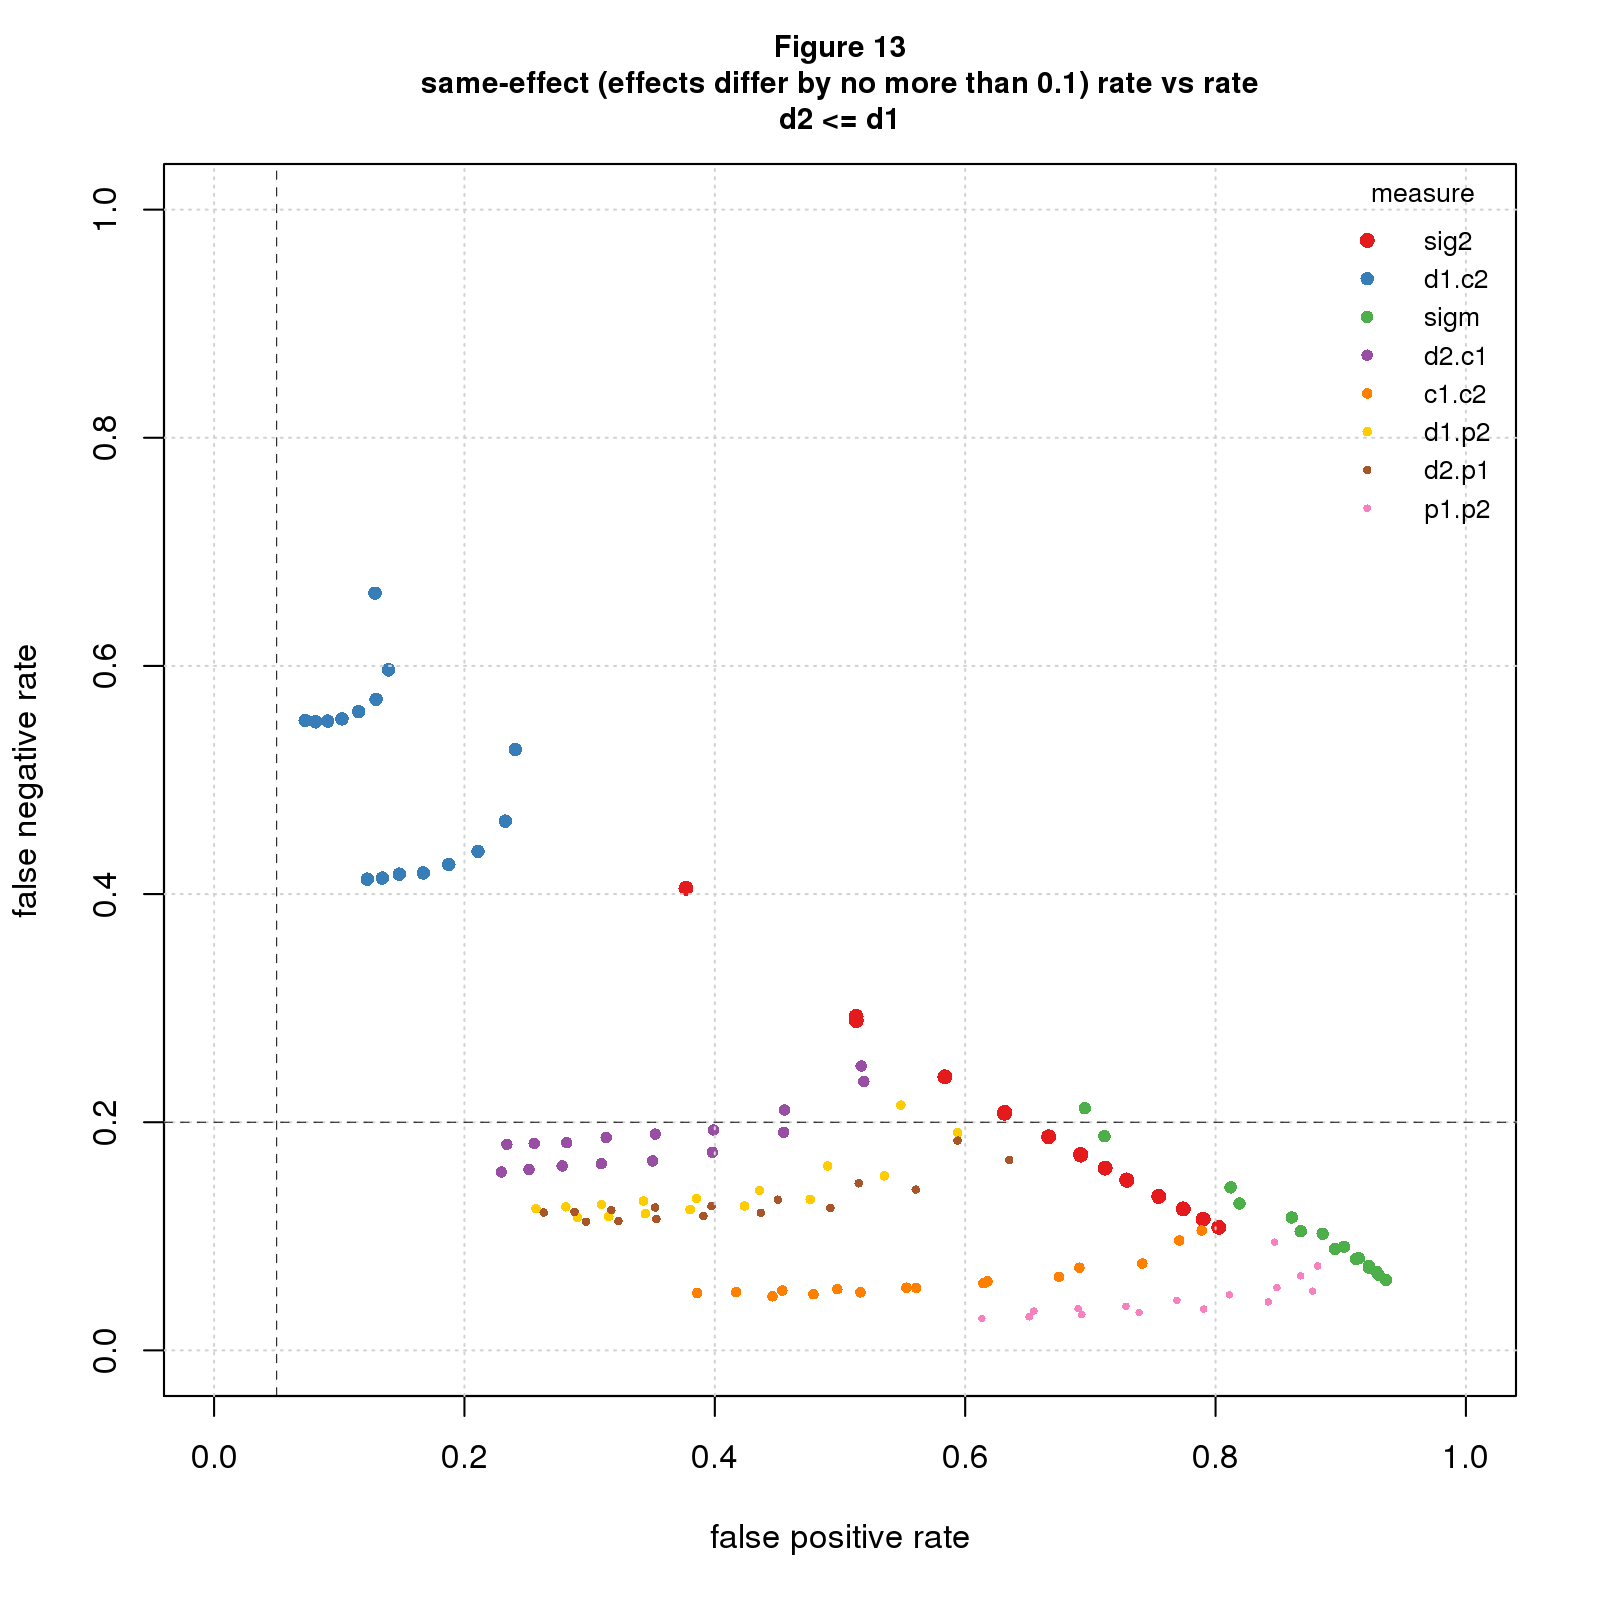 Figure 13
same-effect (effects differ by no more than 0.1) rate vs rate
d2 <= d1
measure
sig2
d1.c2
sigm
d2.c1
c1.c2
d1.p2
d2.p1
p1.p2
false negative rate
1.0
0.8
0.6
0.4
0.2
0.0
0.0 0.2 0.4 0.6 0.8 1.0
false positive rate